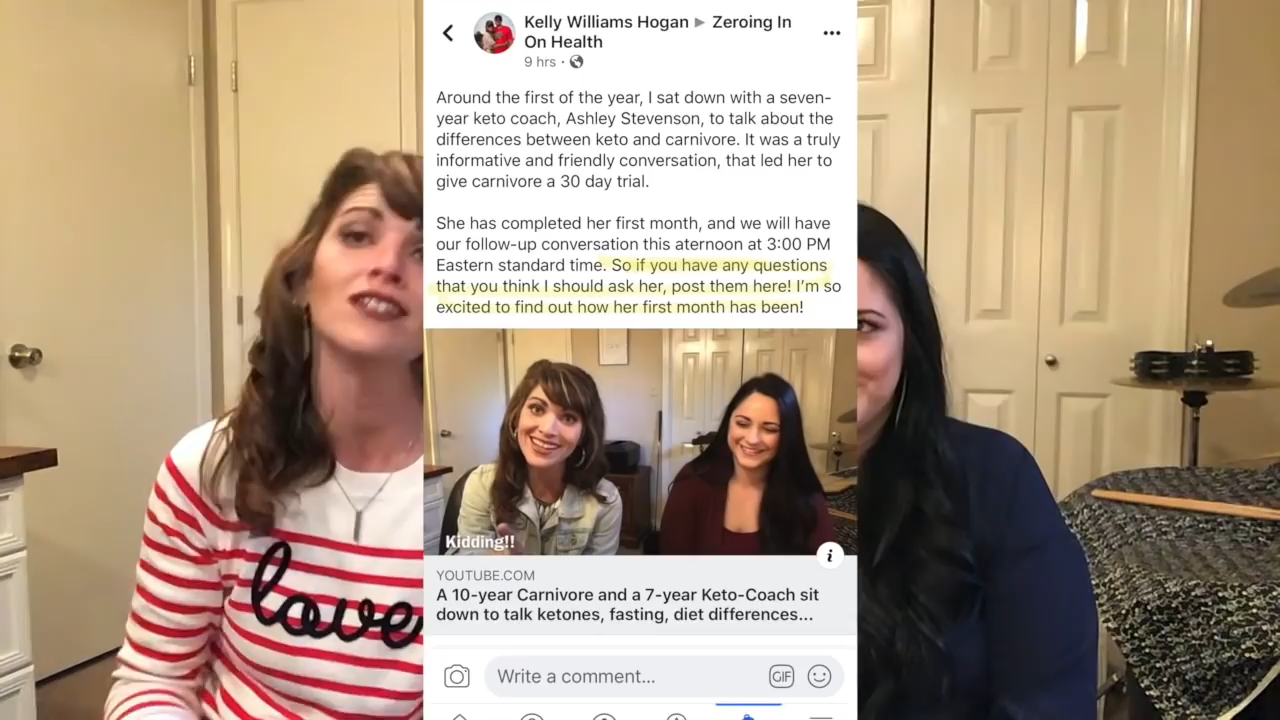 Kelly Williams Hogan ▶ Zeroing In
On Health
9 hrs ·
Around the first of the year, I sat down with a seven-
year keto coach, Ashley Stevenson, to talk about the
differences between keto and carnivore. It was a truly
informative and friendly conversation, that led her to
give carnivore a 30 day trial.
She has completed her first month, and we will have
our follow-up conversation this aternoon at 3:00 PM
Eastern standard time. So if you have any questions
that you think I should ask her, post them here! I'm so
excited to find out how her first month has been!
Kidding!!
YOUTUBE.COM
A 10-year Carnivore and a 7-year Keto-Coach sit
down to talk ketones, fasting, diet differences...
Write a comment...
GIF
love